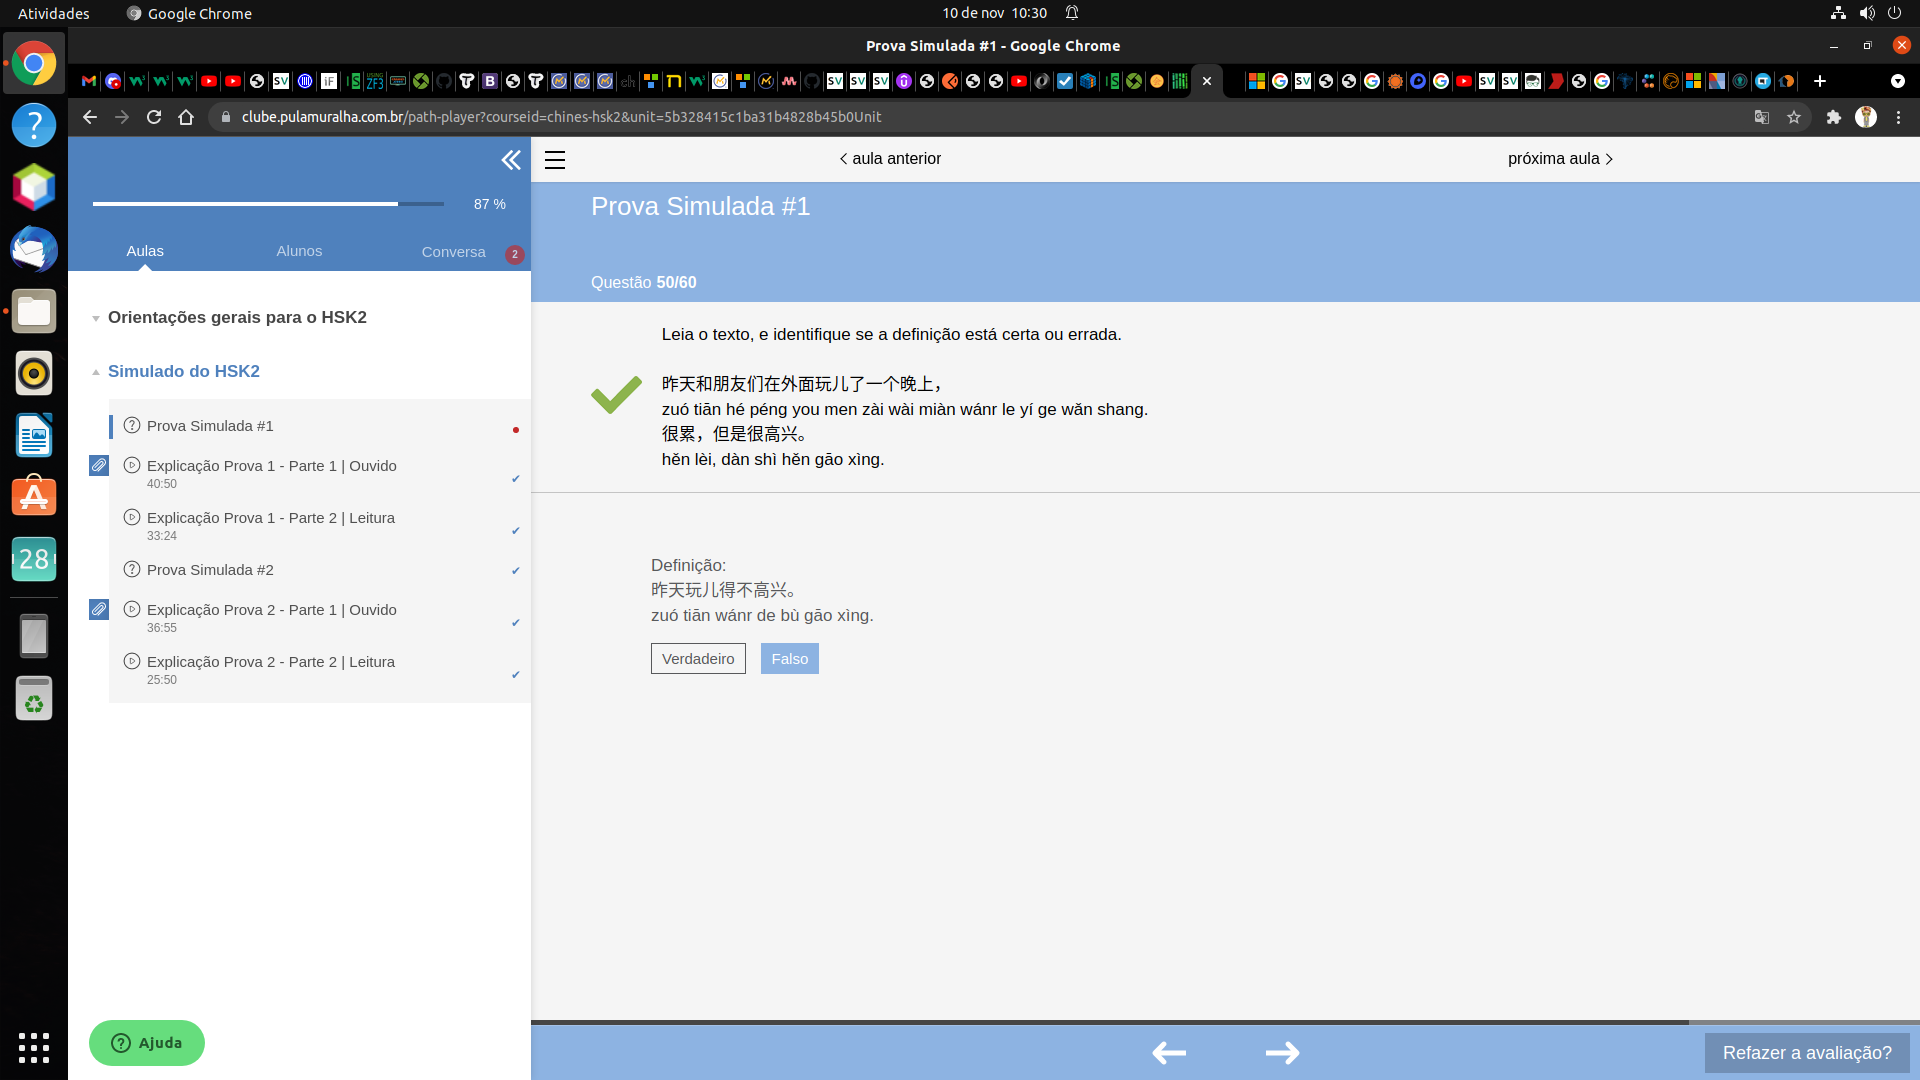 Atividades
Google Chrome
10 de nov 10:30
Prova Simulada #1 - Google Chrome
clube.pulamuralha.com.br/path-player?courseid=chines-hsk2&unit=5b328415c1ba31b4828b45b0Unit
aula anterior
próxima aula
87 %
Aulas
Alunos
Conversa
2
Orientações gerais para o HSK2
Simulado do HSK2
Prova Simulada #1
Explicação Prova 1 - Parte 1 | Ouvido
40:50
Explicação Prova 1 - Parte 2 | Leitura
33:24
Prova Simulada #2
Explicação Prova 2 - Parte 1 | Ouvido
36:55
Explicação Prova 2 - Parte 2 | Leitura
25:50
Ajuda
28
Prova Simulada #1
Questão 50/60
Leia o texto, e identifique se a definição está certa ou errada.
昨天和朋友们在外面玩儿了一个晚上，
zuó tiān hé péng you men zài wài miàn wánr le yí ge wǎn shang.
很累，但是很高兴。
hěn lèi, dàn shì hěn gāo xìng.
Definição:
昨天玩儿得不高兴。
zuó tiān wánr de bù gāo xìng.
Verdadeiro
Falso
Refazer a avaliação?